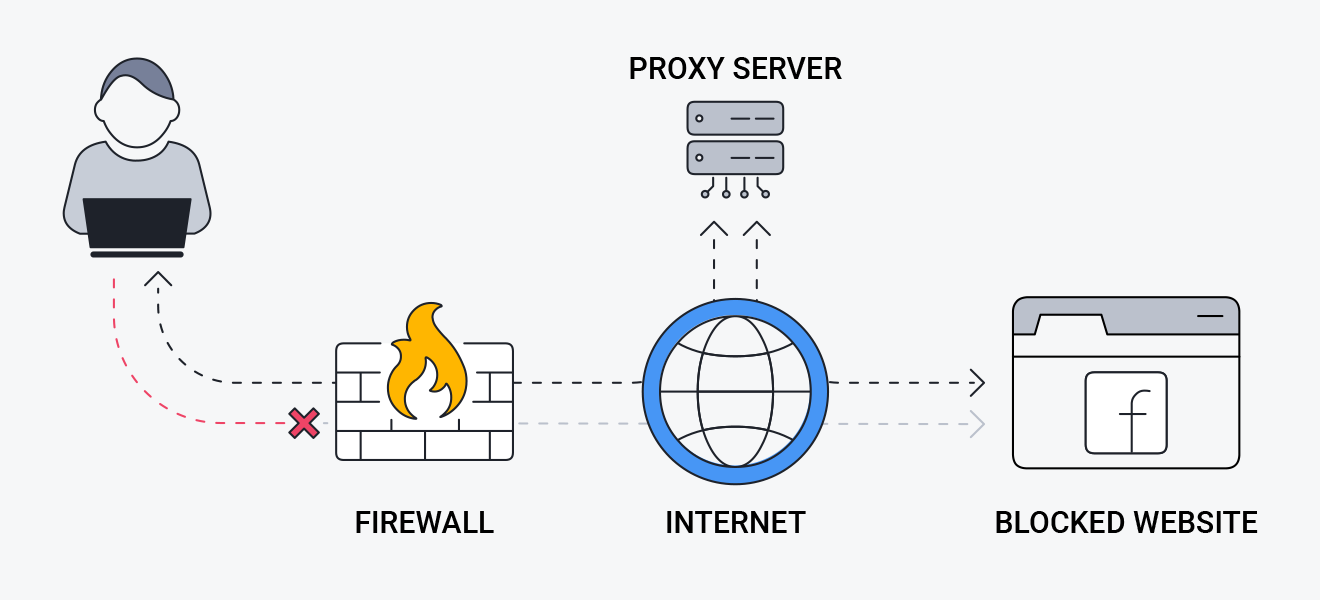 PROXY SERVER
FIREWALL
INTERNET
BLOCKED WEBSITE
f